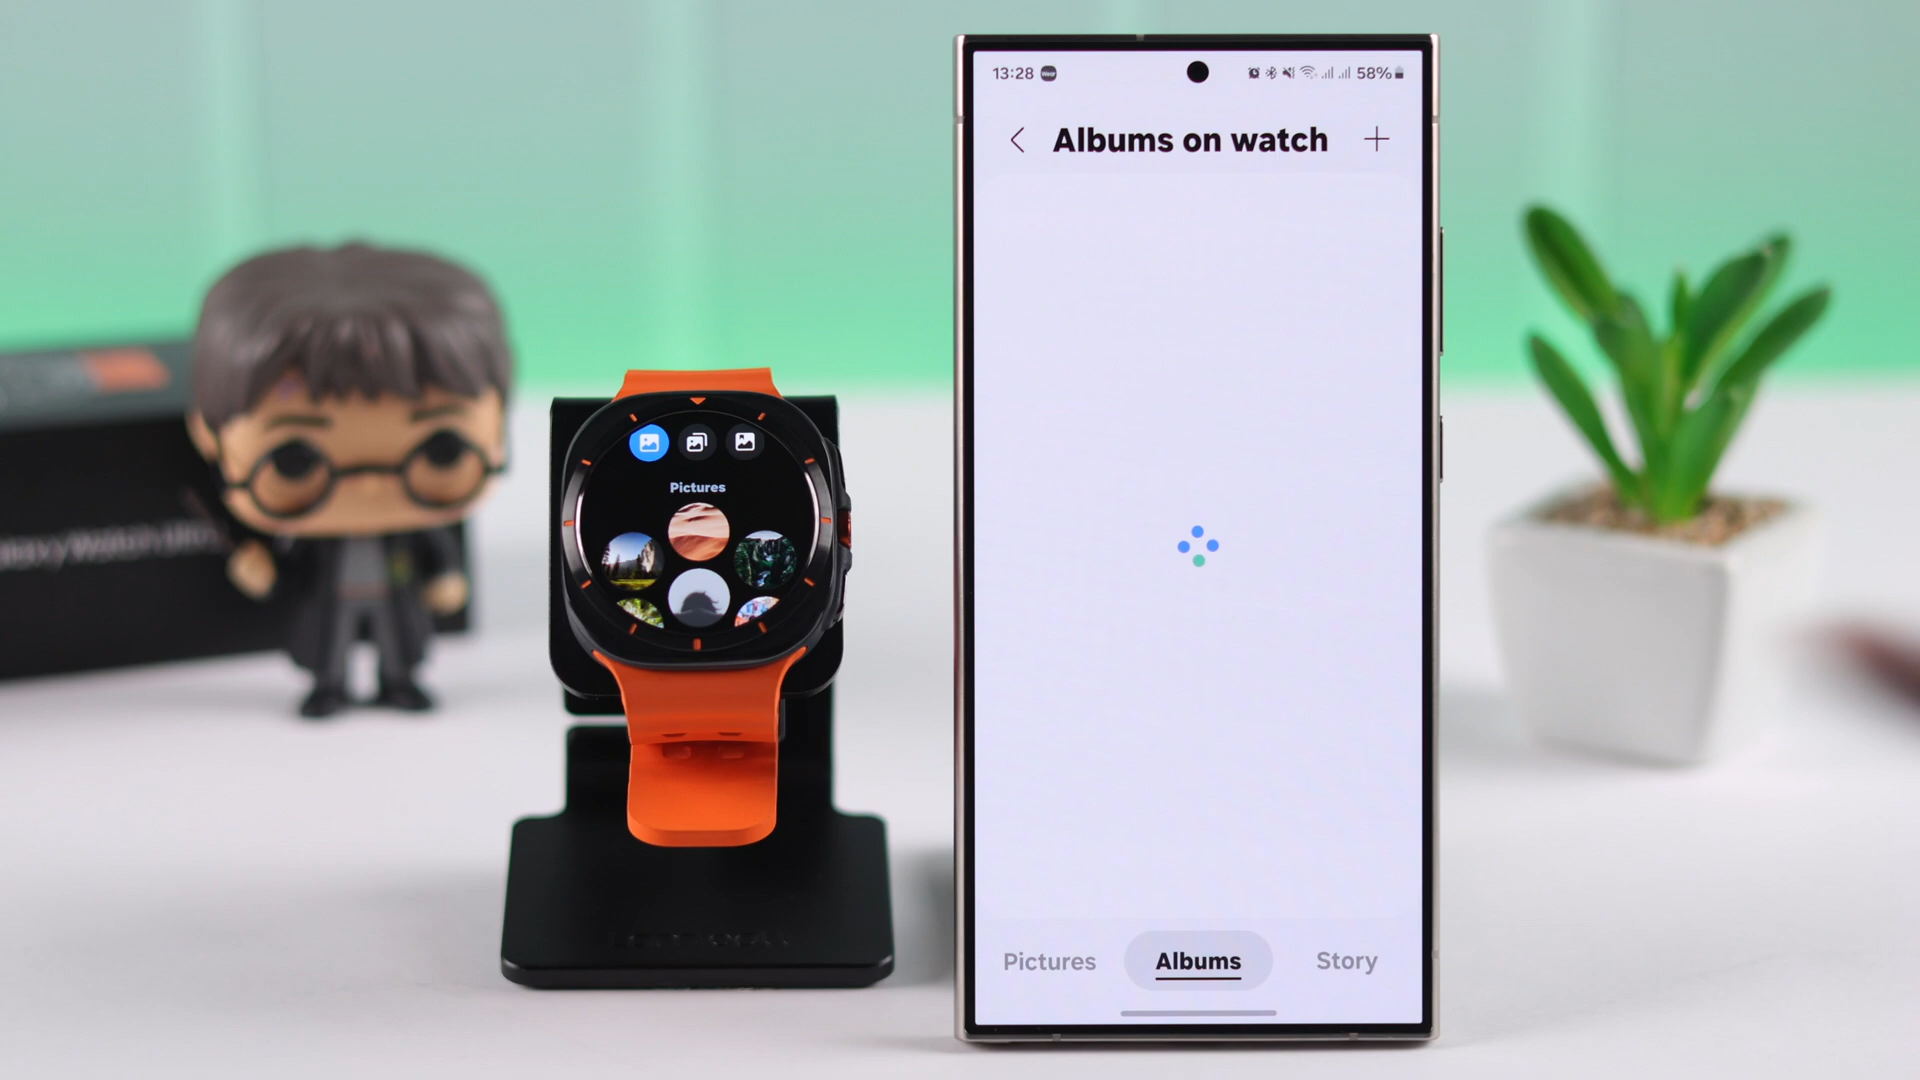 13:28
58%
Albums on watch
Pictures
Pictures
Albums
Story